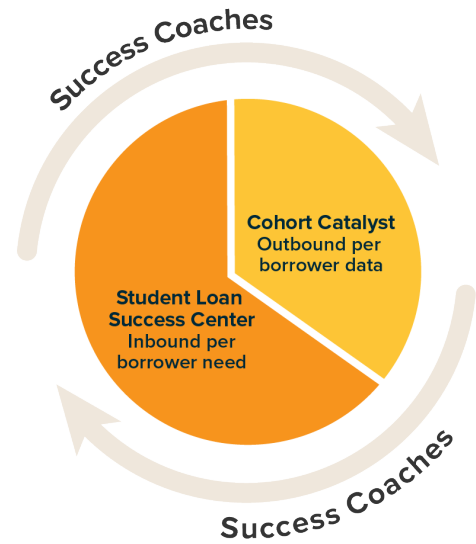 Success Coaches
Cohort Catalyst
Outbound per
borrower data
Student Loan
Success Center
Inbound per
borrower need
Success Coaches